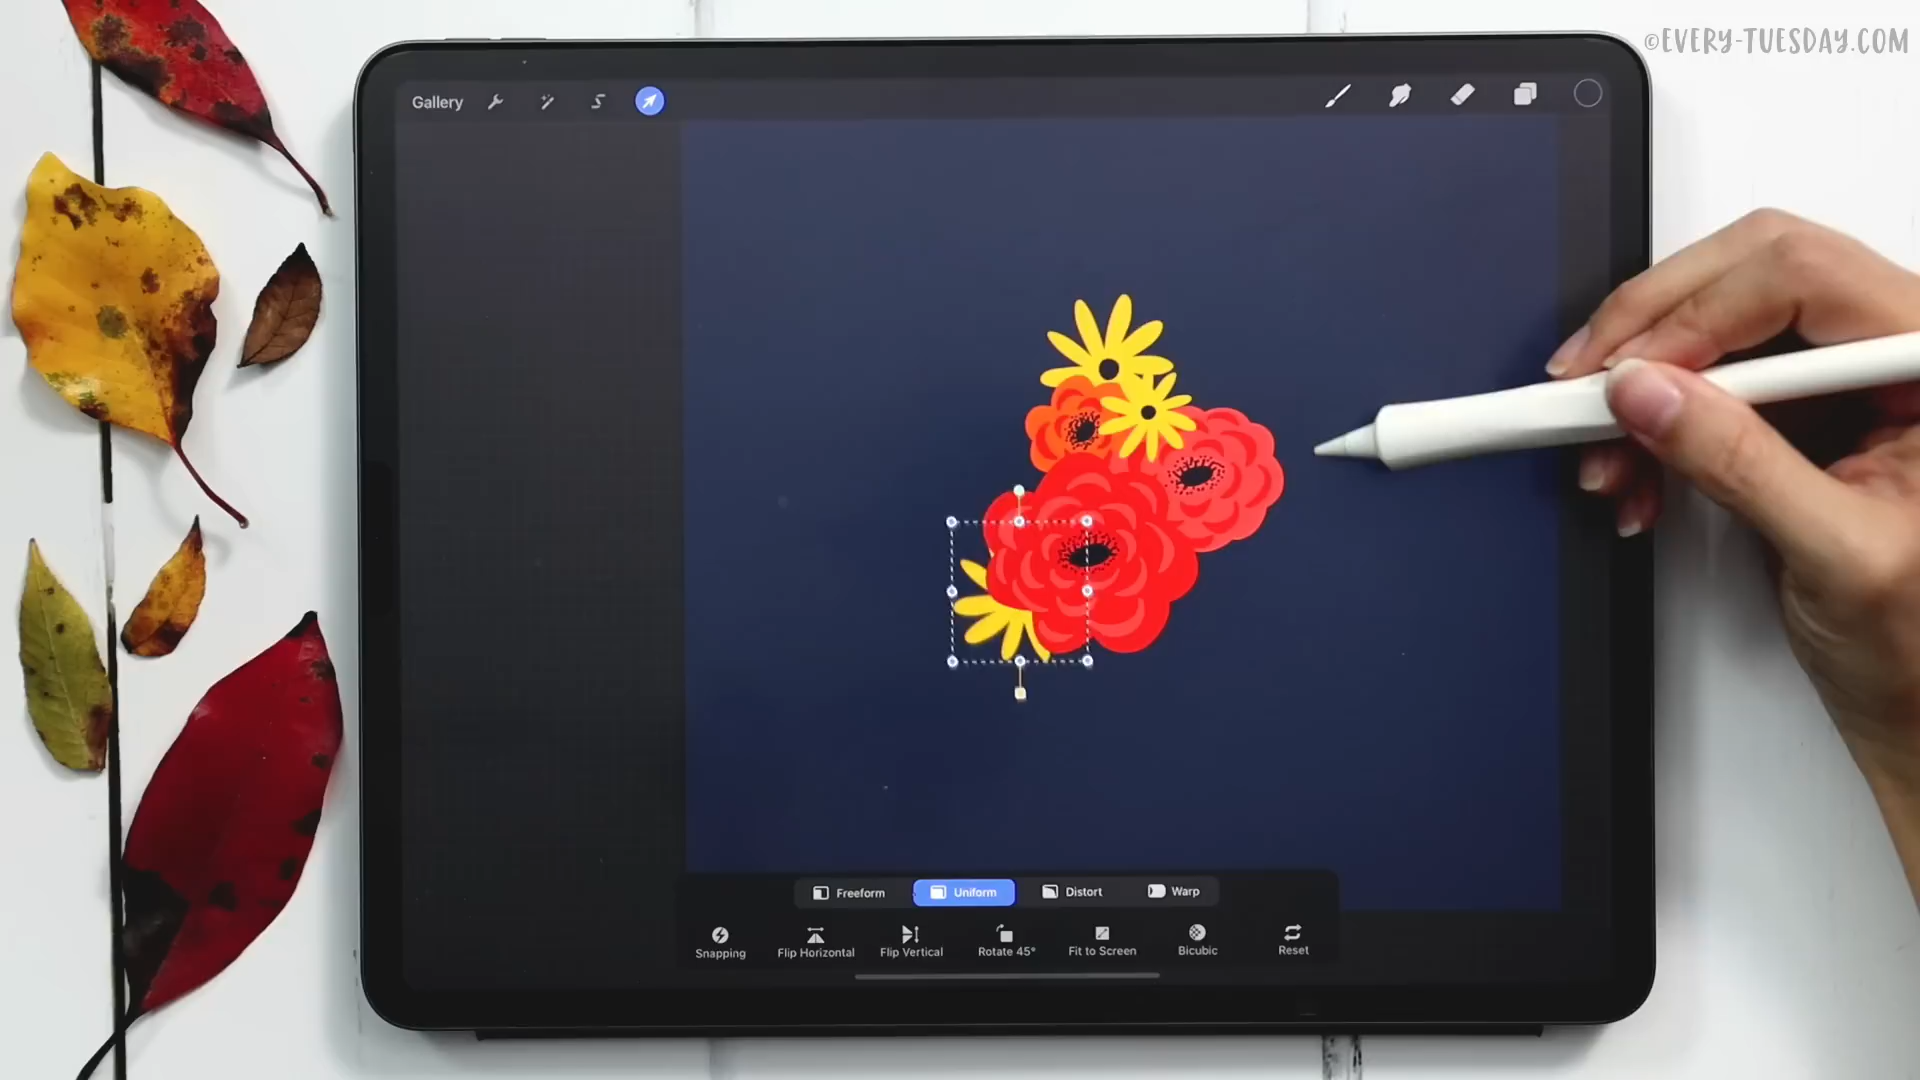 ©EVERY-TUESDAY.COM
Gallery
Freeform
Uniform
Distort
Warp
Snapping
Flip Horizontal
Flip Vertical
Rotate 45°
Fit to Screen
Bicubic
Reset